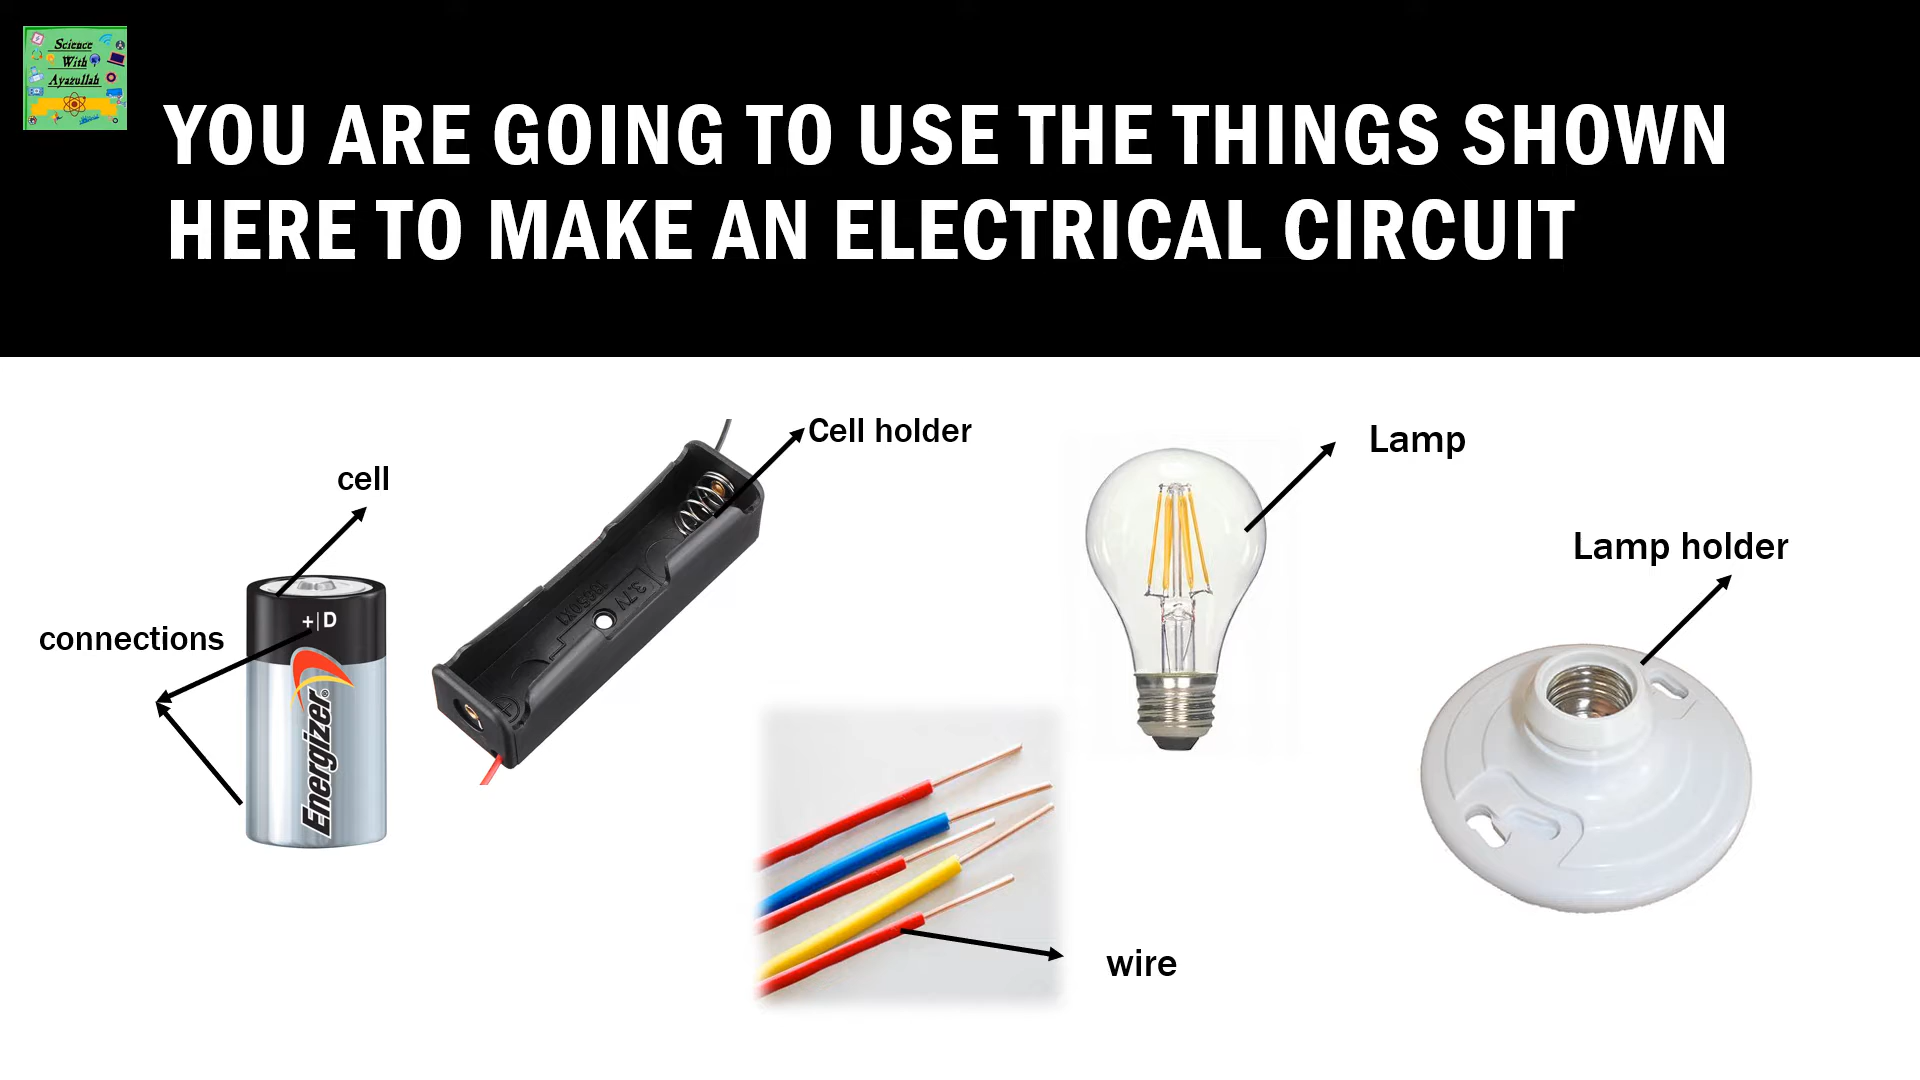 Science
With
Ayazullah
YOU ARE GOING TO USE THE THINGS SHOWN
HERE TO MAKE AN ELECTRICAL CIRCUIT
cell
Cell holder
Lamp
Lamp holder
connections
+|D
Energizer®
3.7V
18650X1
wire